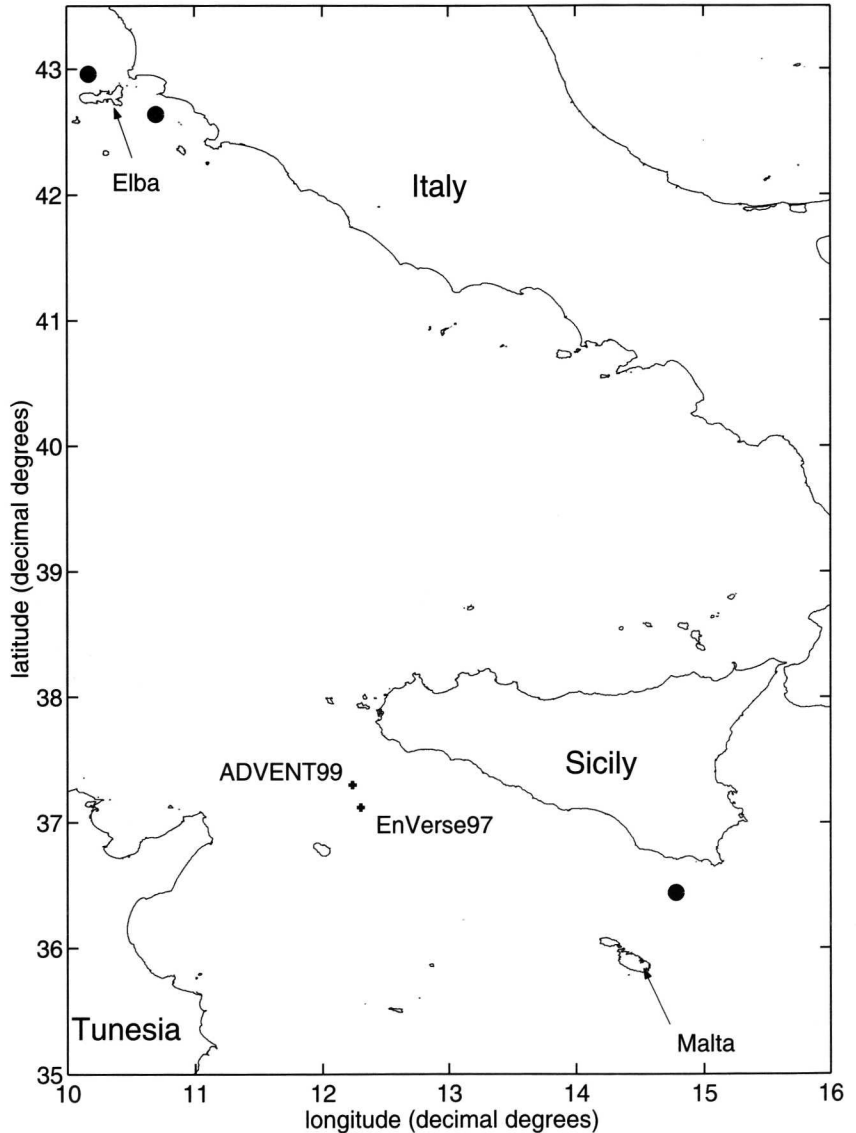 43
42
41
40
39
38
37
36
35
latitude (decimal degrees)
Elba
Italy
ADVENT99
EnVerse97
Sicily
Tunesia
Malta
10 11 12 13 14 15 16
longitude (decimal degrees)